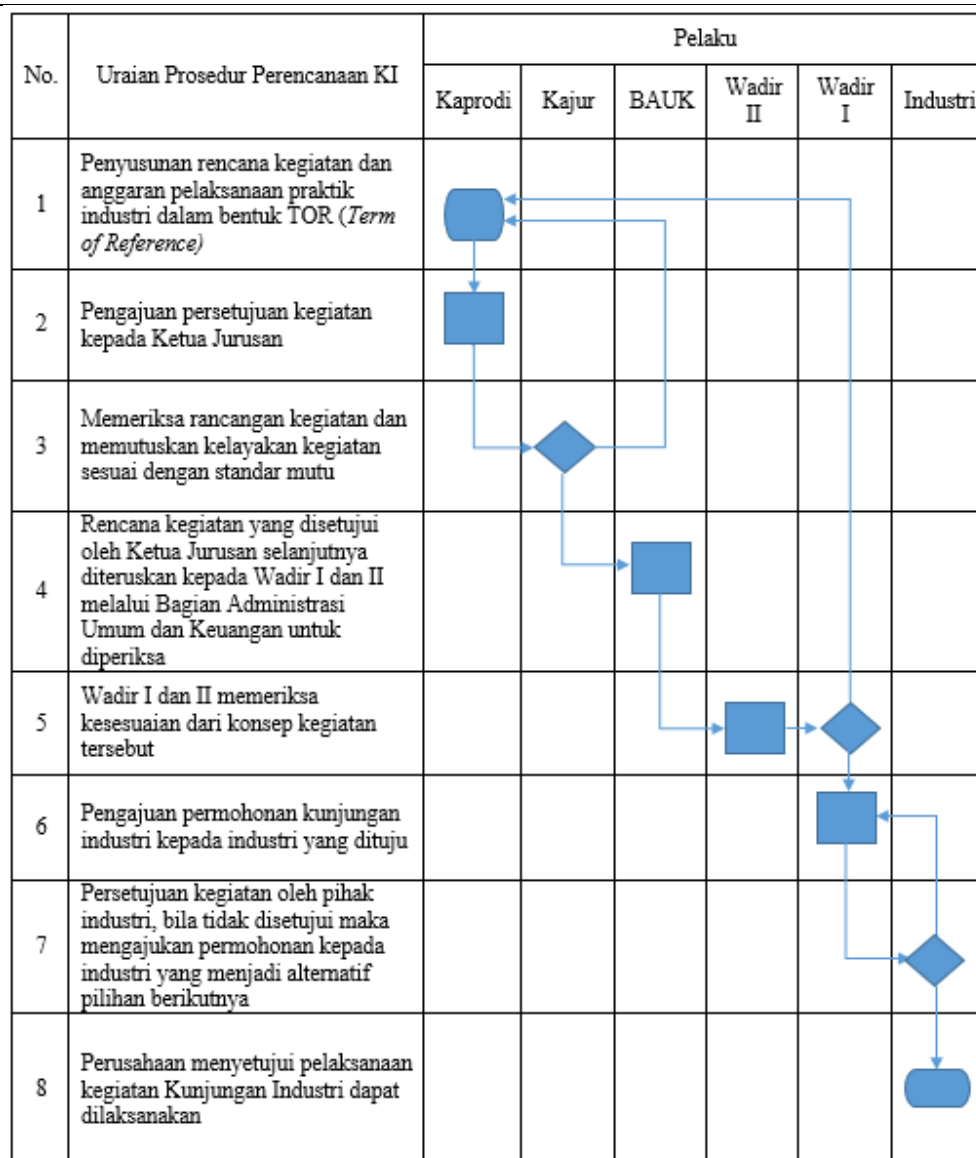 No.
Uraian Prosedur Perencanaan KI
Pelaku
Kaprodi
Kajur
BAUK
Wadir
II
Wadir
I
Industri
1
Penyusunan rencana kegiatan dan
anggaran pelaksanaan praktik
industri dalam bentuk TOR (Term
of Reference)
2
Pengajuan persetujuan kegiatan
kepada Ketua Jurusan
3
Memeriksa rancangan kegiatan dan
memutuskan kelayakan kegiatan
sesuai dengan standar mutu
4
Rencana kegiatan yang disetujui
oleh Ketua Jurusan selanjutnya
diteruskan kepada Wadir I dan II
melalui Bagian Administrasi
Umum dan Keuangan untuk
diperiksa
5
Wadir I dan II memeriksa
kesesuaian dari konsep kegiatan
tersebut
6
Pengajuan permohonan kunjungan
industri kepada industri yang dituju
7
Persetujuan kegiatan oleh pihak
industri, bila tidak disetujui maka
mengajukan permohonan kepada
industri yang menjadi alternatif
pilihan berikutnya
8
Perusahaan menyetujui pelaksanaan
kegiatan Kunjungan Industri dapat
dilaksanakan